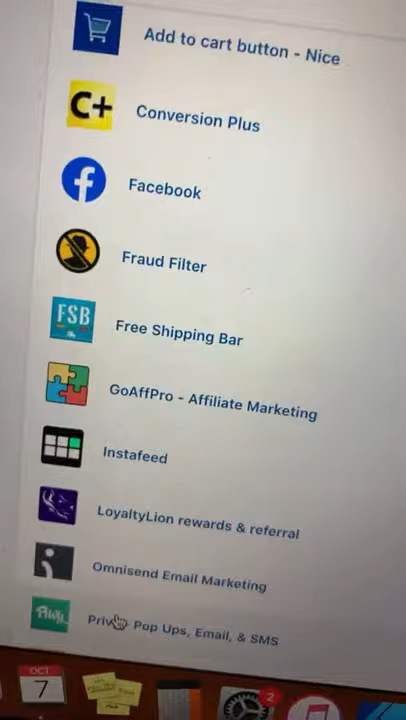 Add to cart button - Nice
C+
Conversion Plus
Facebook
Fraud Filter
FSB
Free Shipping Bar
GoAffPro - Affiliate Marketing
Instafeed
LoyaltyLion rewards & referral
Omnisend Email Marketing
Pop Ups, Email, & SMS
OCT
7
2